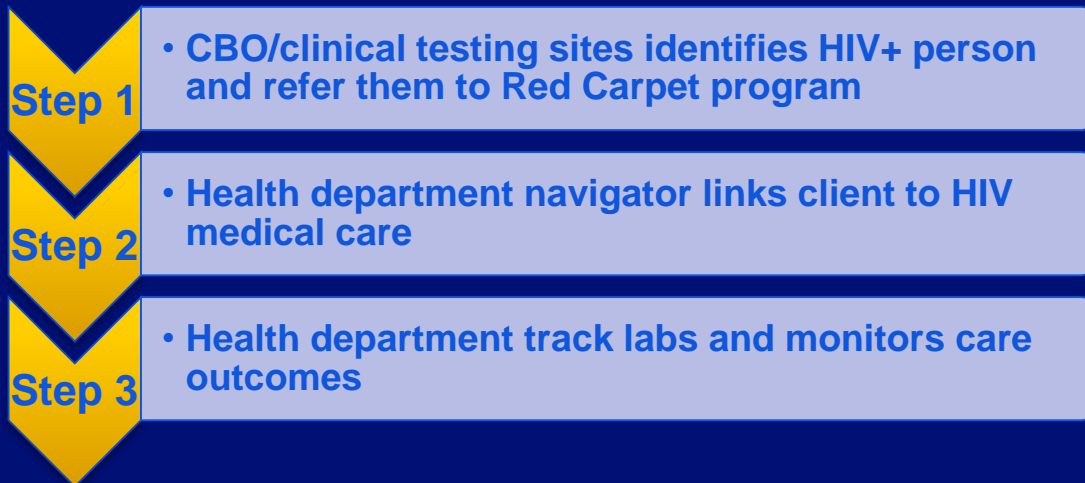 Step 1
• CBO/clinical testing sites identifies HIV+ person
and refer them to Red Carpet program
Step 2
• Health department navigator links client to HIV
medical care
Step 3
• Health department track labs and monitors care
outcomes